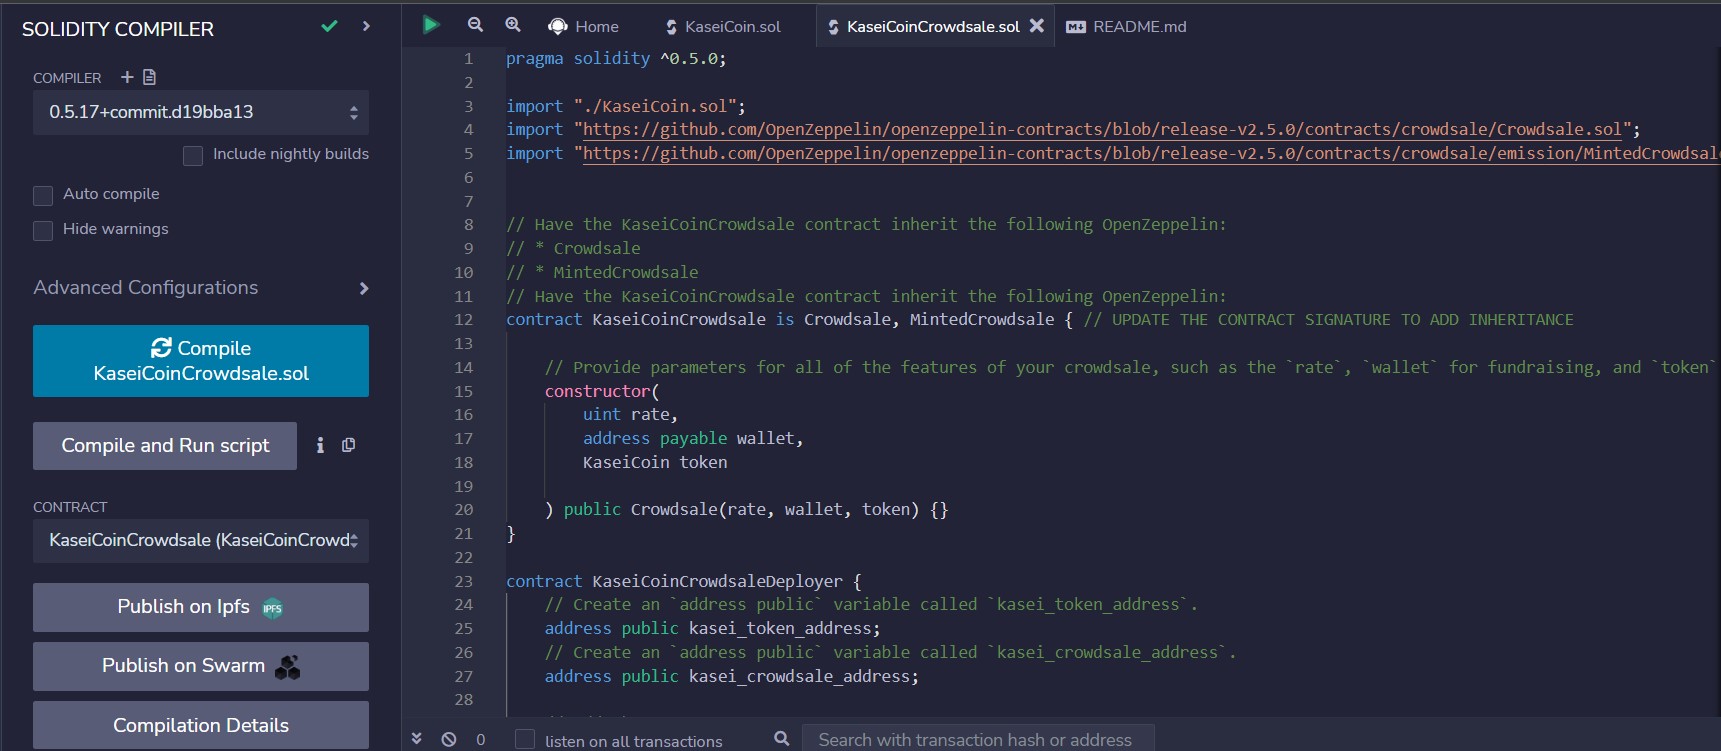 SOLIDITY COMPILER
COMPILER
0.5.17+commit.d19bba13
Include nightly builds
Auto compile
Hide warnings
Advanced Configurations
Compile
KaseiCoinCrowdsale.sol
Compile and Run script
CONTRACT
KaseiCoinCrowdsale (KaseiCoinCrowd
Publish on Ipfs IPFS
Publish on Swarm
Compilation Details
Home KaseiCoin.sol KaseiCoinCrowdsale.sol README.md
1 pragma solidity ^0.5.0;
2
3 import "./KaseiCoin.sol";
4 import "https://github.com/OpenZeppelin/openzeppelin-contracts/blob/release-v2.5.0/contracts/crowdsale/Crowdsale.sol";
5 import "https://github.com/OpenZeppelin/openzeppelin-contracts/blob/release-v2.5.0/contracts/crowdsale/emission/MintedCrowdsal
6
7
8 // Have the KaseiCoinCrowdsale contract inherit the following OpenZeppelin:
9 // * Crowdsale
10 // * MintedCrowdsale
11 // Have the KaseiCoinCrowdsale contract inherit the following OpenZeppelin:
12 contract KaseiCoinCrowdsale is Crowdsale, MintedCrowdsale { // UPDATE THE CONTRACT SIGNATURE TO ADD INHERITANCE
13
14 // Provide parameters for all of the features of your crowdsale, such as the `rate`, `wallet` for fundraising, and `token`
15 constructor(
16 uint rate,
17 address payable wallet,
18 KaseiCoin token
19
20 ) public Crowdsale(rate, wallet, token) {}
21 }
22
23 contract KaseiCoinCrowdsaleDeployer {
24 // Create an `address public` variable called `kasei_token_address`.
25 address public kasei_token_address;
26 // Create an `address public` variable called `kasei_crowdsale_address`.
27 address public kasei_crowdsale_address;
28
0 listen on all transactions Search with transaction hash or address